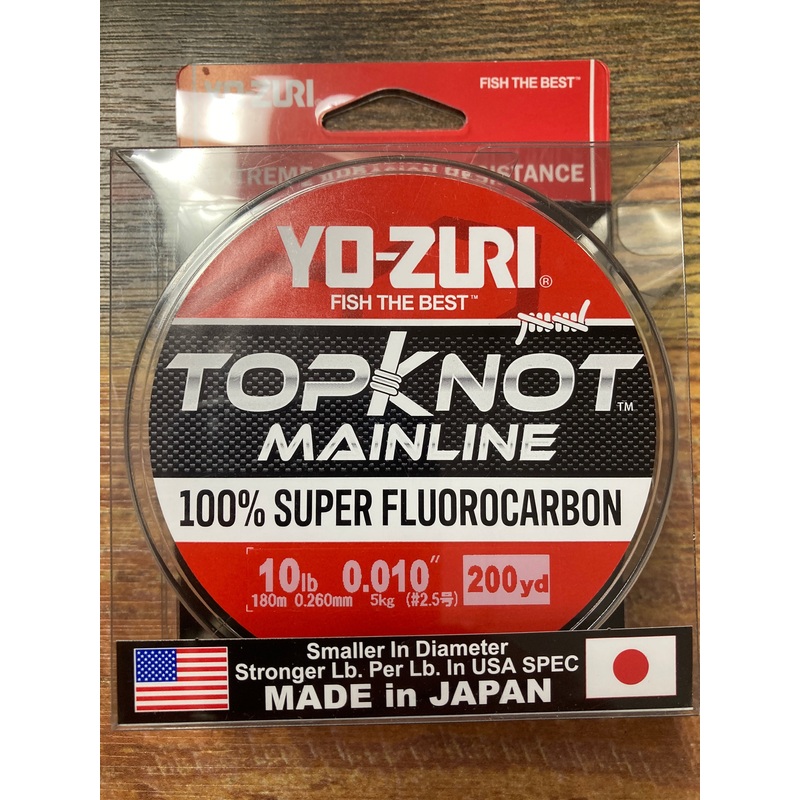 YO-ZURI
FISH THE BEST™
EXTREME ABRASION RESISTANCE
YO-ZURI®
FISH THE BEST™
TOPKNOT™
MAINLINE
100% SUPER FLUOROCARBON
10lb 0.010″ 200yd
180m 0.260mm 5kg (#2.5号)
Smaller In Diameter
Stronger Lb. Per Lb. In USA SPEC
MADE in JAPAN